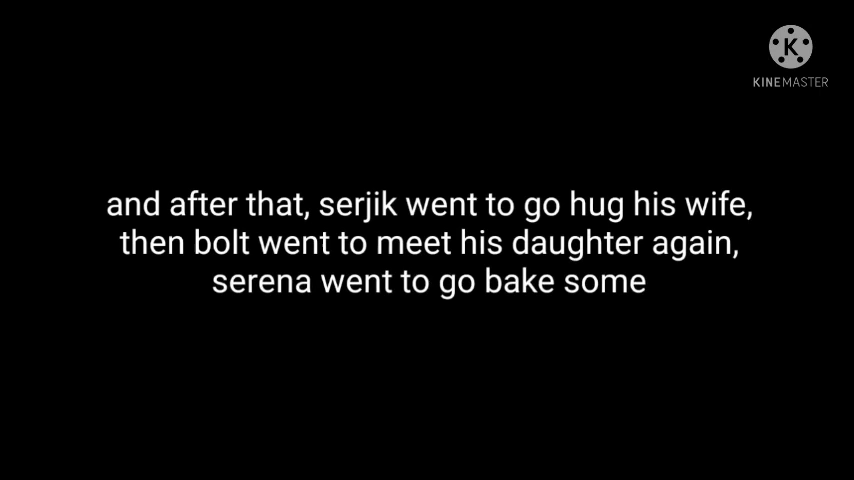 KINEMASTER
and after that, serjik went to go hug his wife,
then bolt went to meet his daughter again,
serena went to go bake some